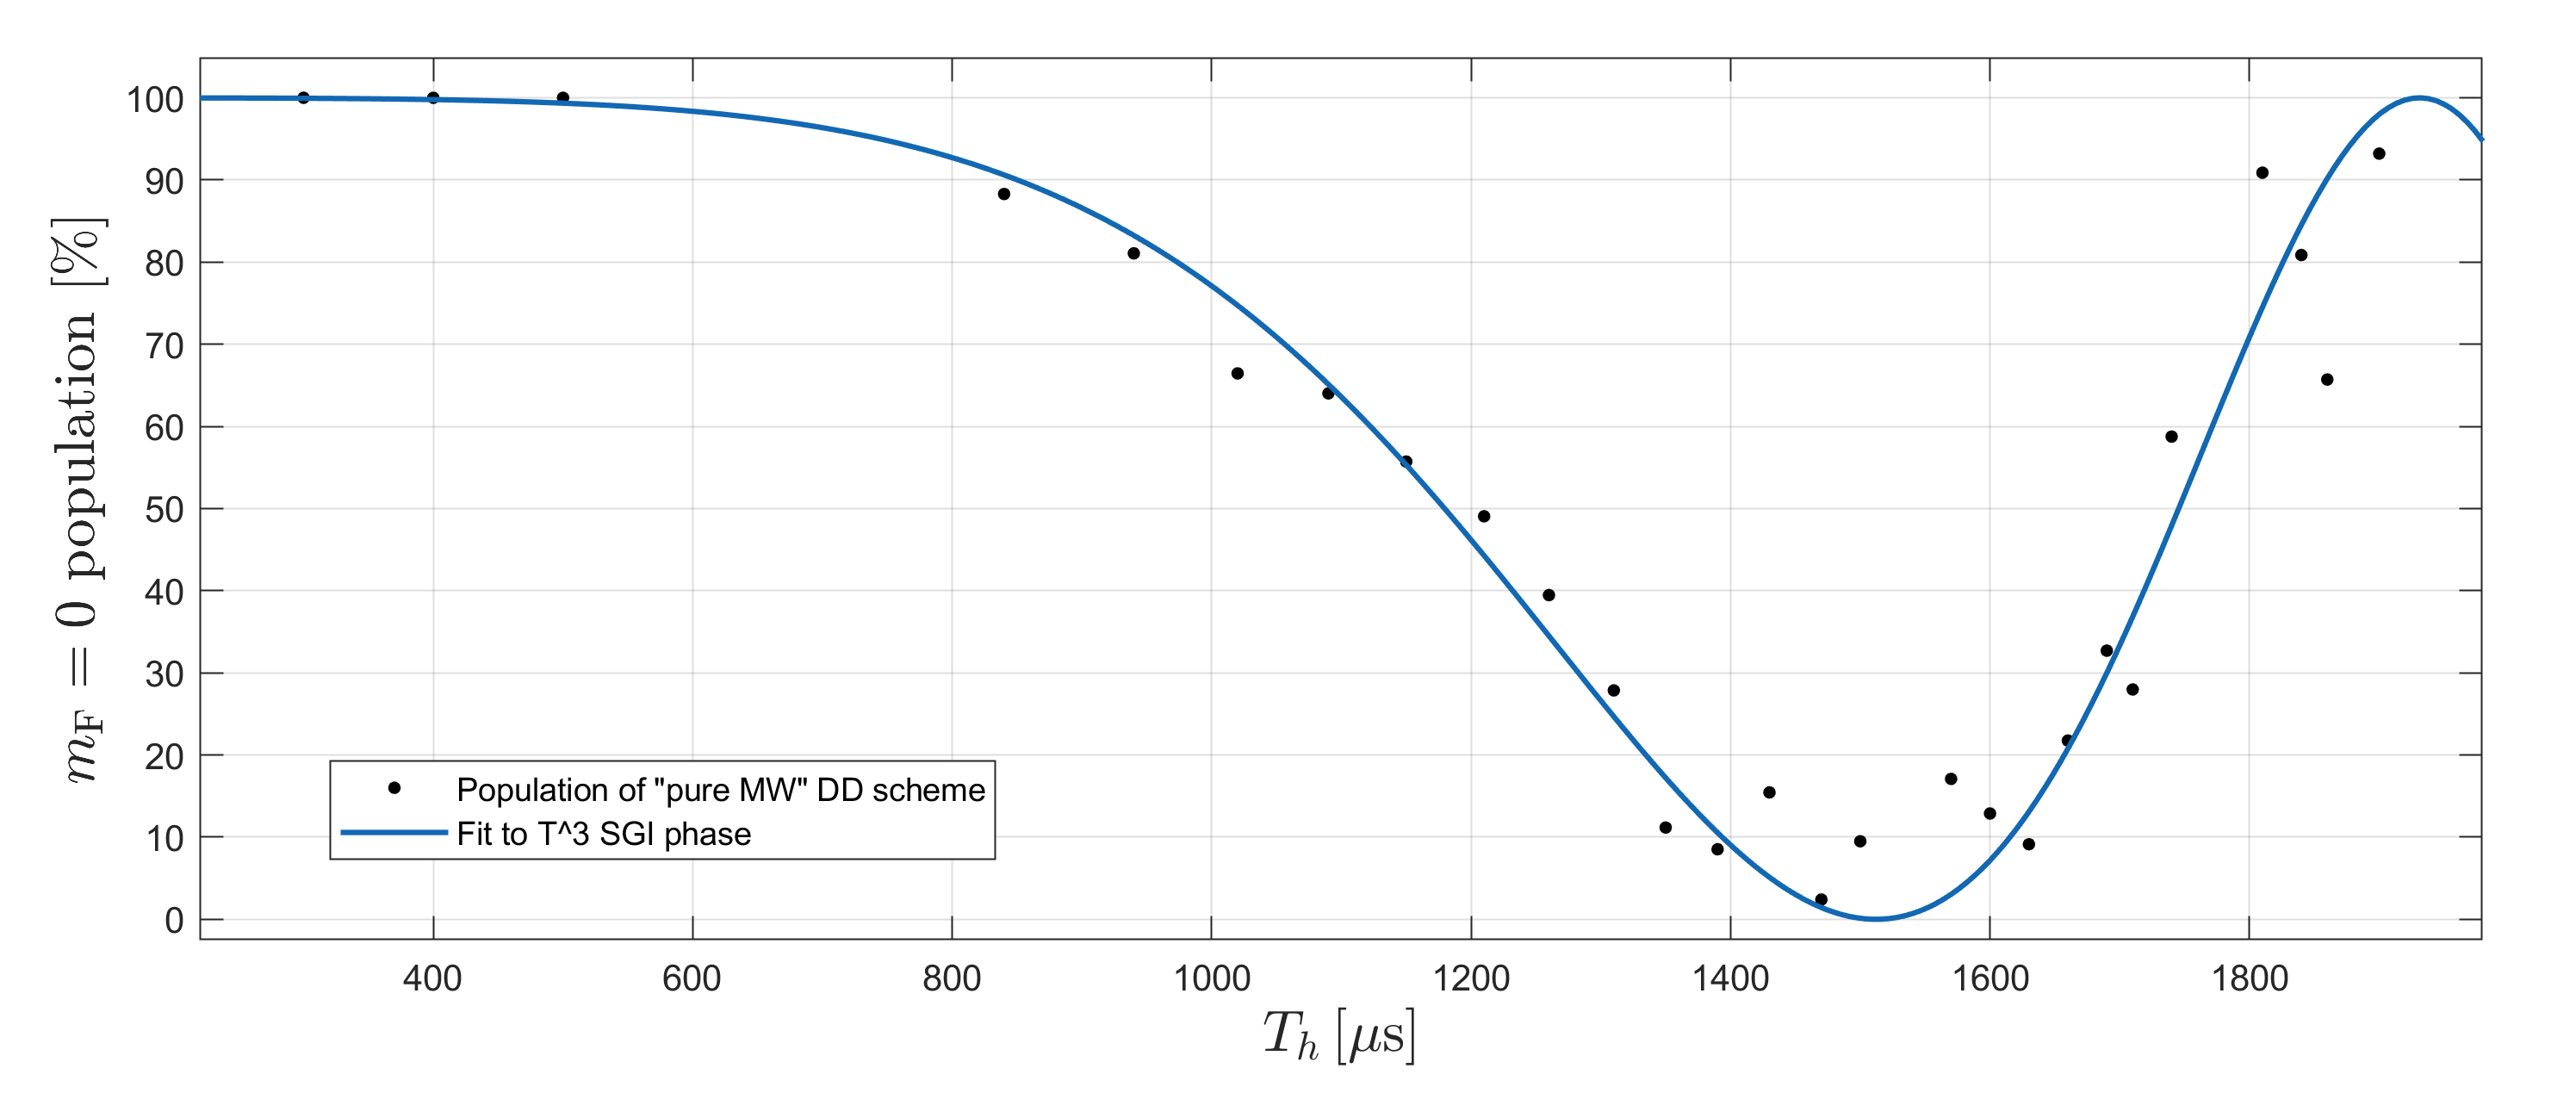 100
90
80
70
60
50
40
30
20
10
0
m_F = 0 population [%]
Population of "pure MW" DD scheme
Fit to T^3 SGI phase
400 600 800 1000 1200 1400 1600 1800
T_h [μs]